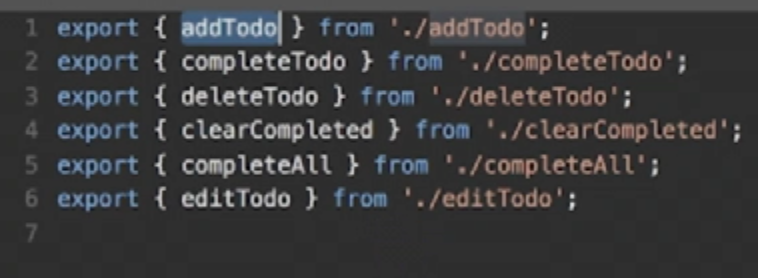 1 export { addTodo } from './addTodo';
2 export { completeTodo } from './completeTodo';
3 export { deleteTodo } from './deleteTodo';
4 export { clearCompleted } from './clearCompleted';
5 export { completeAll } from './completeAll';
6 export { editTodo } from './editTodo';
7